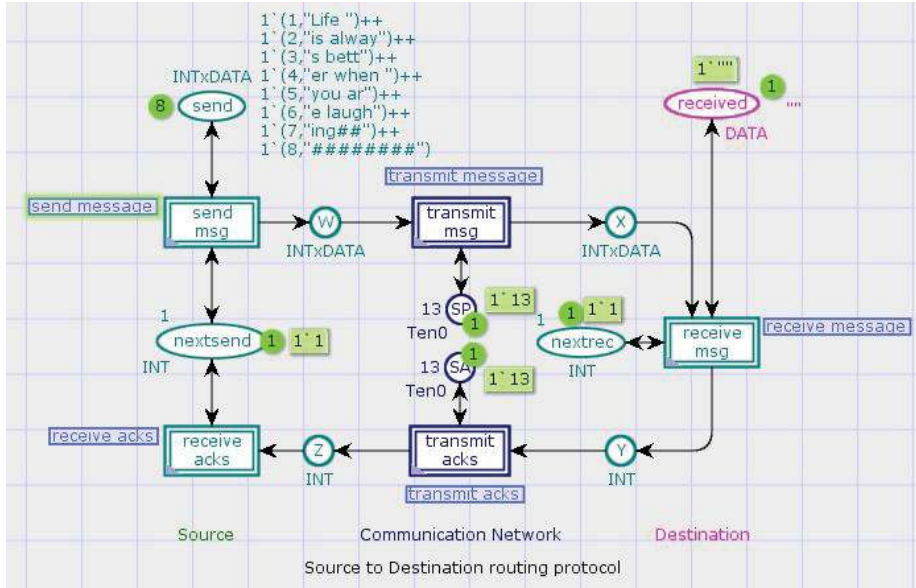 1`(1,"Life ")++
1`(2,"is alway")++
1`(3,"s bett")++
1`(4,"er when ")++
1`(5,"you ar")++
1`(6,"e laugh")++
1`(7,"ing##")++
1`(8,"########")
INTxDATA
8
send
1`""
1
received
""
DATA
transmit message
send message
send
msg
W
INTxDATA
transmit
msg
X
INTxDATA
1
nextsend
1
1`1
INT
13
SP
1
1`13
Ten0
13
SA
1
1`13
Ten0
1
1
1`1
nextrec
INT
receive
msg
receive message
receive acks
receive
acks
Z
INT
transmit
acks
Y
INT
transmit acks
Source
Communication Network
Destination
Source to Destination routing protocol